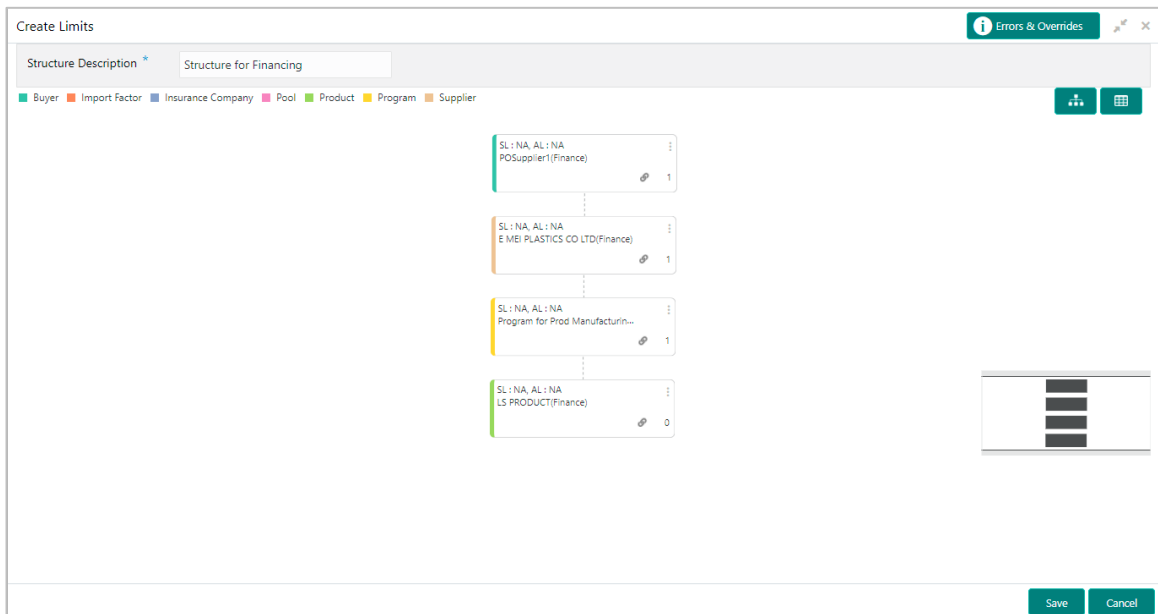 Create Limits
Errors & Overrides
Structure Description *
Structure for Financing
Buyer Import Factor Insurance Company Pool Product Program Supplier
SL : NA, AL : NA
POSupplier1(Finance)
1
SL : NA, AL : NA
E MEI PLASTICS CO LTD(Finance)
1
SL : NA, AL : NA
Program for Prod Manufacturin...
1
SL : NA, AL : NA
LS PRODUCT(Finance)
0
Save Cancel